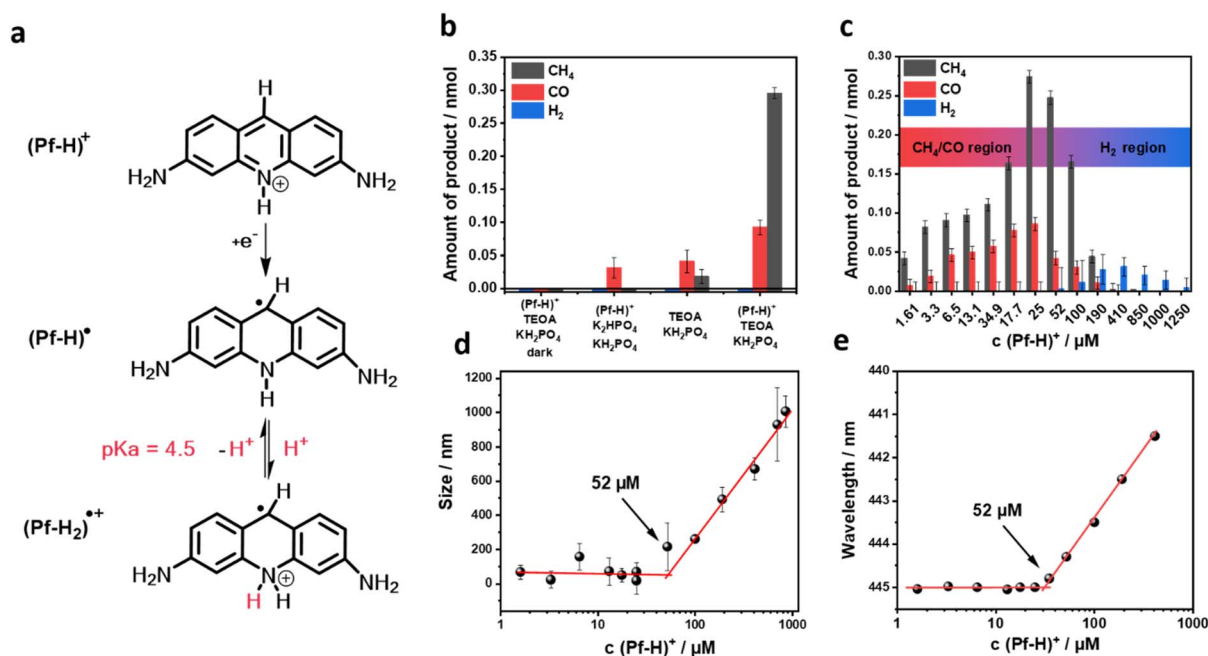 a
(Pf-H)+
H
H2N
N
⊕
H
NH2
+e-
(Pf-H)•
H
•
H2N
N
H
NH2
pKa = 4.5
-H+
H+
(Pf-H2)•+
H
•
H2N
N
⊕
H
H
NH2
b
Amount of product / nmol
0.35
0.30
0.25
0.20
0.15
0.10
0.05
0.00
CH4
CO
H2
(Pf-H)+
TEOA
KH2PO4
dark
(Pf-H)+
K2HPO4
KH2PO4
TEOA
KH2PO4
(Pf-H)+
TEOA
KH2PO4
c
Amount of product / nmol
0.30
0.25
0.20
0.15
0.10
0.05
0.00
CH4
CO
H2
CH4/CO region
H2 region
1.61
3.3
6.5
13.1
34.9
17.7
25
52
100
190
410
850
1000
1250
c (Pf-H)+ / µM
d
Size / nm
1000
800
600
400
200
0
52 µM
1
10
100
1000
c (Pf-H)+ / µM
e
Wavelength / nm
440
441
442
443
444
445
52 µM
1
10
100
1000
c (Pf-H)+ / µM